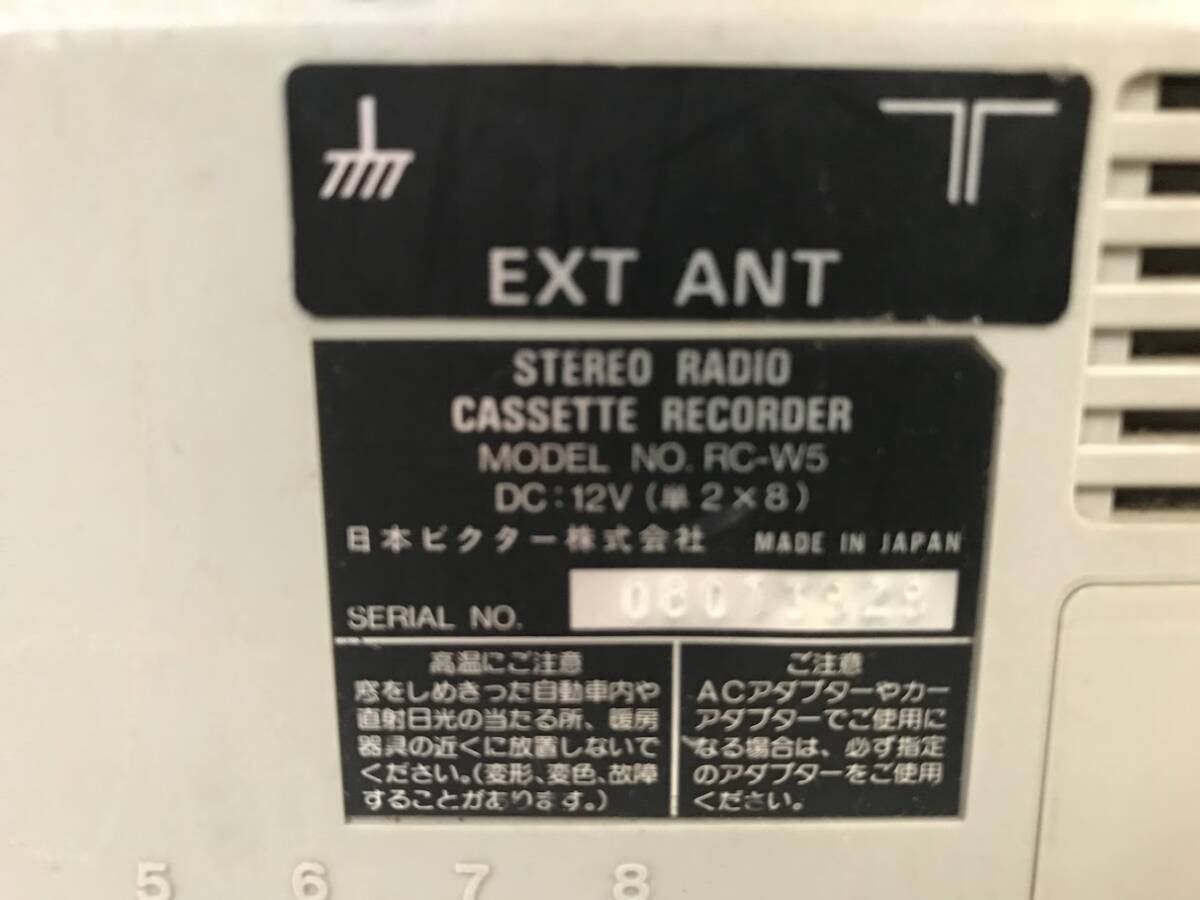 EXT ANT
STEREO RADIO
CASSETTE RECORDER
MODEL NO. RC-W5
DC:12V (単2×8)
日本ビクター株式会社 MADE IN JAPAN
SERIAL NO.
高温にご注意
窓をしめきった自動車内や
直射日光の当たる所、暖房
器具の近くに放置しないで
ください。(変形、変色、故障
することがあります。)
ご注意
ACアダプターやカー
アダプターでご使用に
なる場合は、必ず指定
のアダプターをご使用
ください。
5 6 7 8